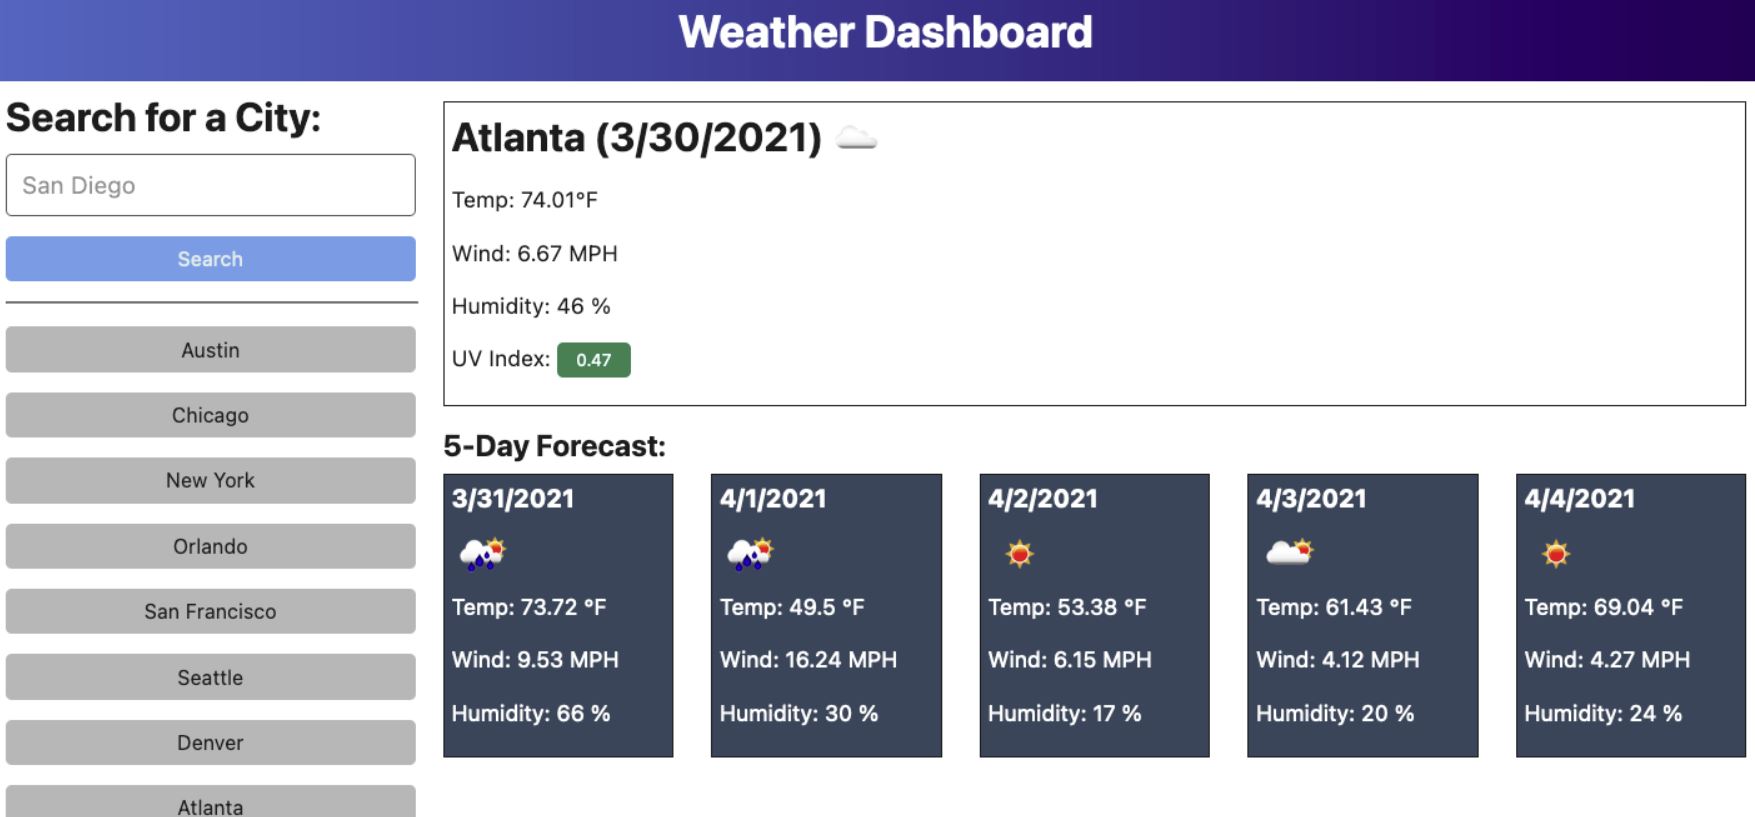 Weather Dashboard
Search for a City:
San Diego
Search
Austin
Chicago
New York
Orlando
San Francisco
Seattle
Denver
Atlanta
Atlanta (3/30/2021)
Temp: 74.01°F
Wind: 6.67 MPH
Humidity: 46 %
UV Index: 0.47
5-Day Forecast:
3/31/2021
Temp: 73.72 °F
Wind: 9.53 MPH
Humidity: 66 %
4/1/2021
Temp: 49.5 °F
Wind: 16.24 MPH
Humidity: 30 %
4/2/2021
Temp: 53.38 °F
Wind: 6.15 MPH
Humidity: 17 %
4/3/2021
Temp: 61.43 °F
Wind: 4.12 MPH
Humidity: 20 %
4/4/2021
Temp: 69.04 °F
Wind: 4.27 MPH
Humidity: 24 %